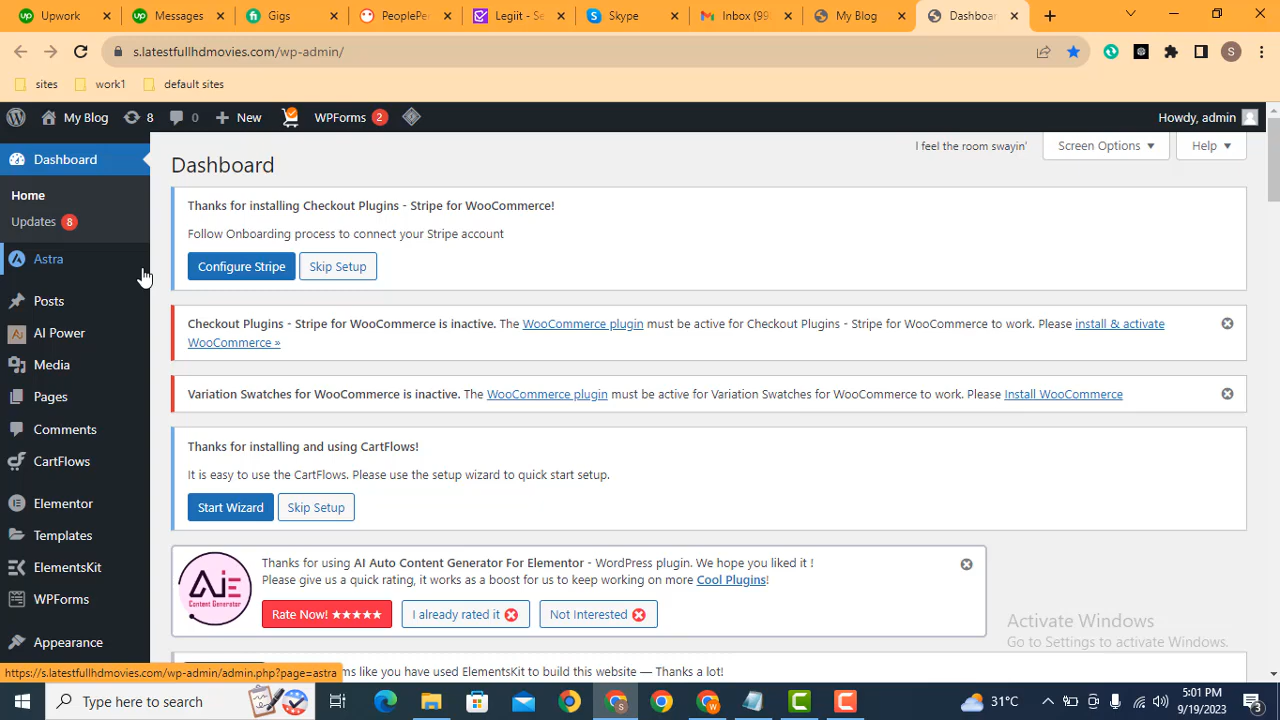 Upwork
Messages
Gigs
PeoplePe
Legiit - Se
Skype
Inbox (99
My Blog
Dashboar
s.latestfullhdmovies.com/wp-admin/
S
sites
work1
default sites
My Blog
8
0
New
WPForms 2
Howdy, admin
Dashboard
Home
Updates 8
Astra
Posts
AI Power
Media
Pages
Comments
CartFlows
Elementor
Templates
ElementsKit
WPForms
Appearance
I feel the room swayin'
Screen Options
Help
Dashboard
Thanks for installing Checkout Plugins - Stripe for WooCommerce!
Follow Onboarding process to connect your Stripe account
Configure Stripe
Skip Setup
Checkout Plugins - Stripe for WooCommerce is inactive. The WooCommerce plugin must be active for Checkout Plugins - Stripe for WooCommerce to work. Please install & activate
WooCommerce »
Variation Swatches for WooCommerce is inactive. The WooCommerce plugin must be active for Variation Swatches for WooCommerce to work. Please Install WooCommerce
Thanks for installing and using CartFlows!
It is easy to use the CartFlows. Please use the setup wizard to quick start setup.
Start Wizard
Skip Setup
Content Generator
Thanks for using AI Auto Content Generator For Elementor - WordPress plugin. We hope you liked it !
Please give us a quick rating, it works as a boost for us to keep working on more Cool Plugins!
Rate Now! ★★★★★
I already rated it
Not Interested
Activate Windows
Go to Settings to activate Windows.
ms like you have used ElementsKit to build this website — Thanks a lot!
https://s.latestfullhdmovies.com/wp-admin/admin.php?page=astra
Type here to search
31°C
5:01 PM
9/19/2023
3